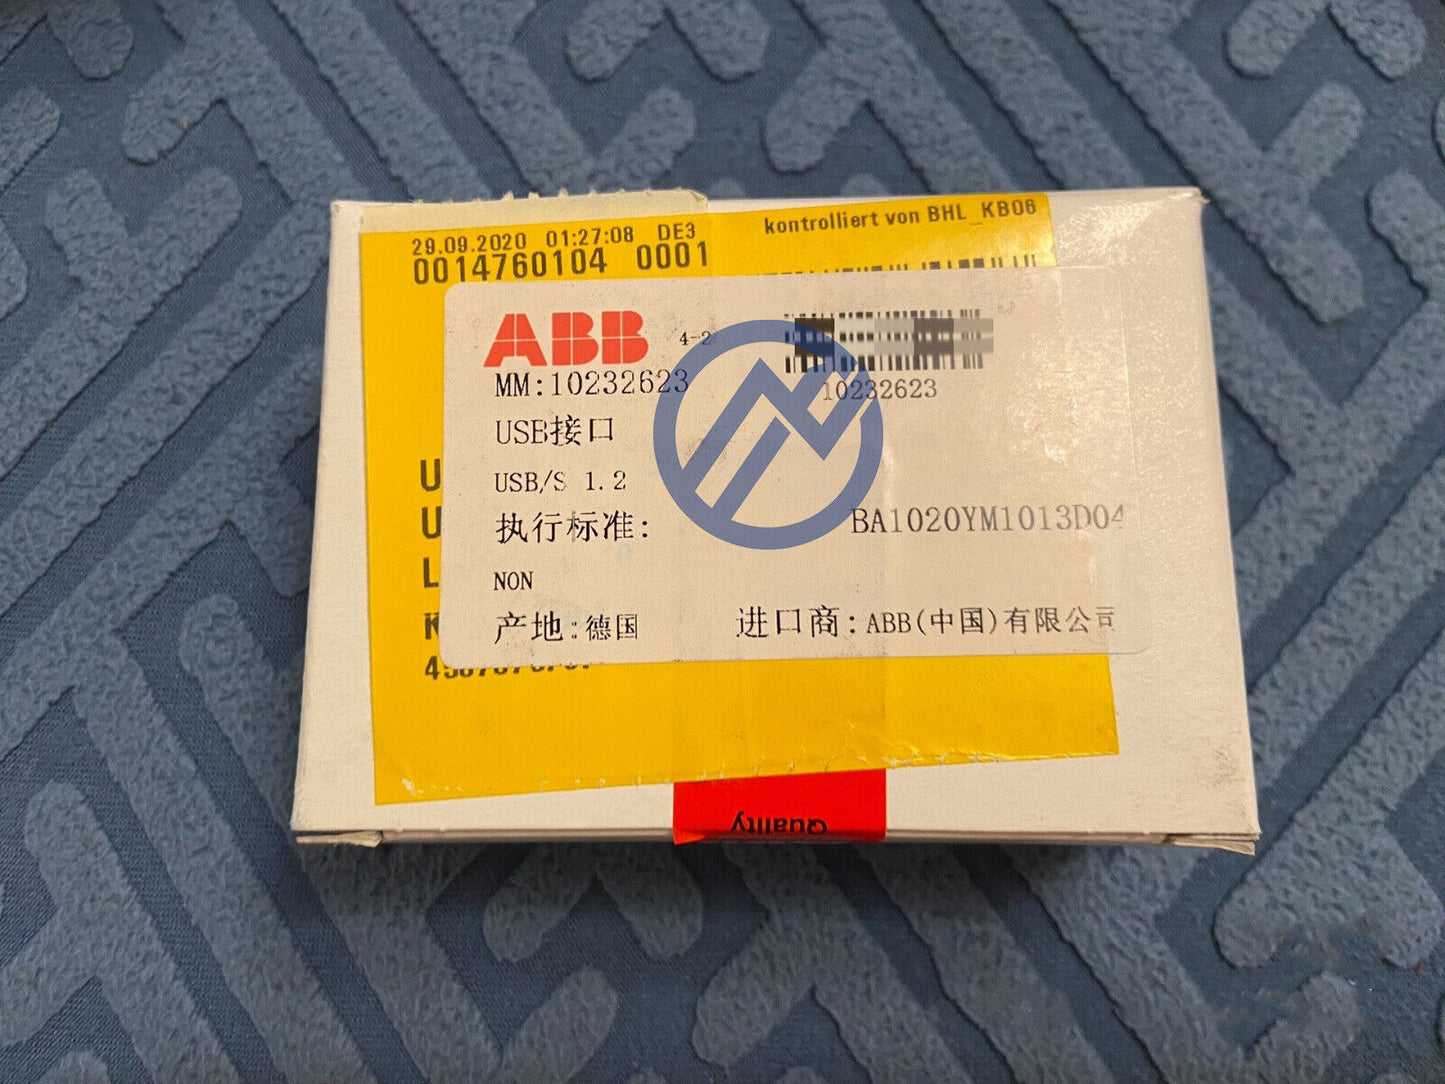 29.09.2020 01:27:08 DE3
kontrolliert von BHL_KB06
0014760104 0001
ABB
MM:10232623
10232623
USB接口
USB/S 1.2
执行标准:
BA1020YM1013D04
NON
产地:德国
进口商:ABB(中国)有限公司
Quality